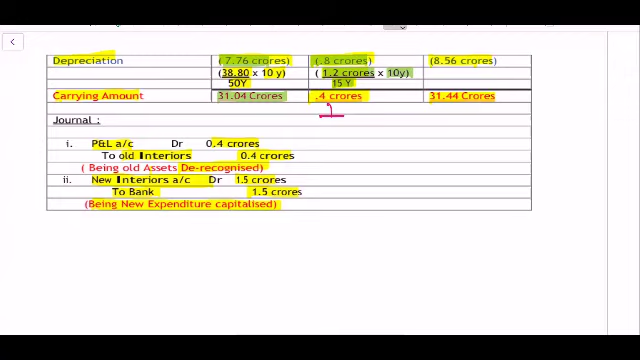 Depreciation ( 7.76 crores) (.8 crores) (8.56 crores)
(38.80 x 10 y) ( 1.2 crores x 10y)
50Y 15 Y
Carrying Amount 31.04 Crores .4 crores 31.44 Crores
Journal :
i. P&L a/c Dr 0.4 crores
To old Interiors 0.4 crores
( Being old Assets De-recognised)
ii. New Interiors a/c Dr 1.5 crores
To Bank 1.5 crores
(Being New Expenditure capitalised)